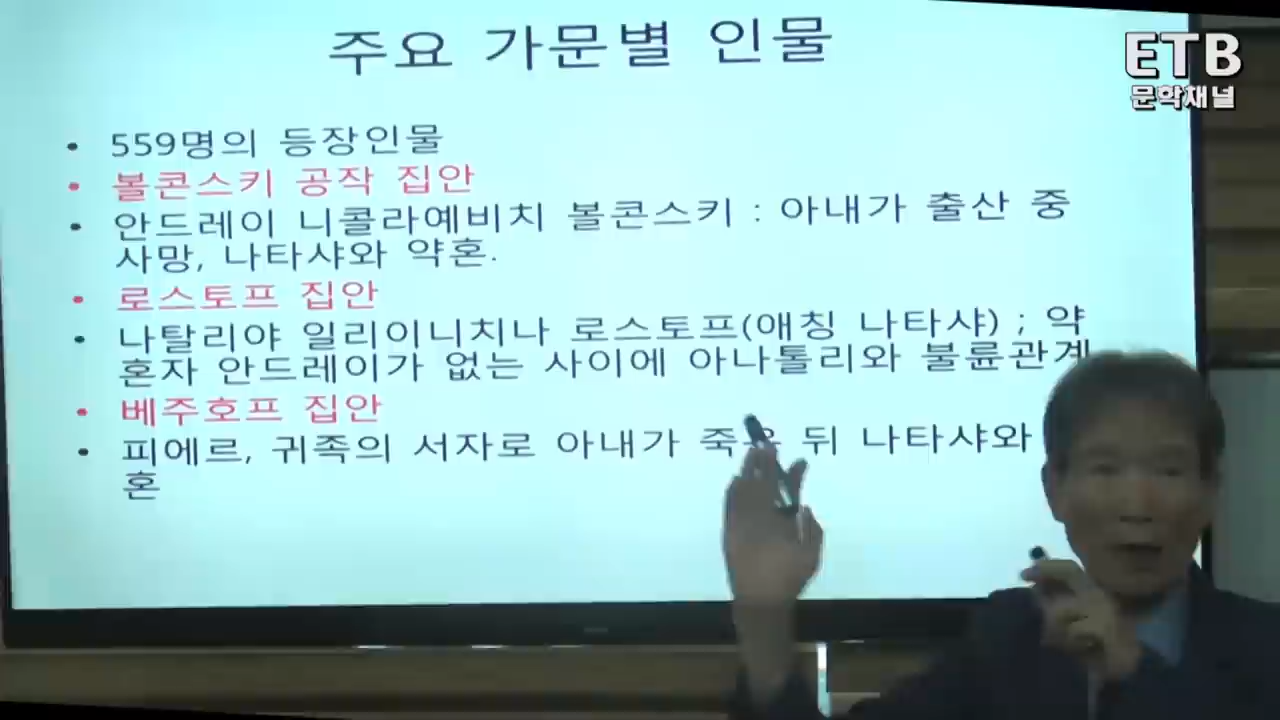 주요 가문별 인물
ETB
문학채널
559명의 등장인물
볼콘스키 공작 집안
안드레이 니콜라예비치 볼콘스키 : 아내가 출산 중
사망, 나타샤와 약혼.
로스토프 집안
나탈리야 일리이니치나 로스토프(애칭 나타샤) ; 약
혼자 안드레이가 없는 사이에 아나톨리와 불륜관계
베주호프 집안
피에르, 귀족의 서자로 아내가 뒤 나타샤와
혼